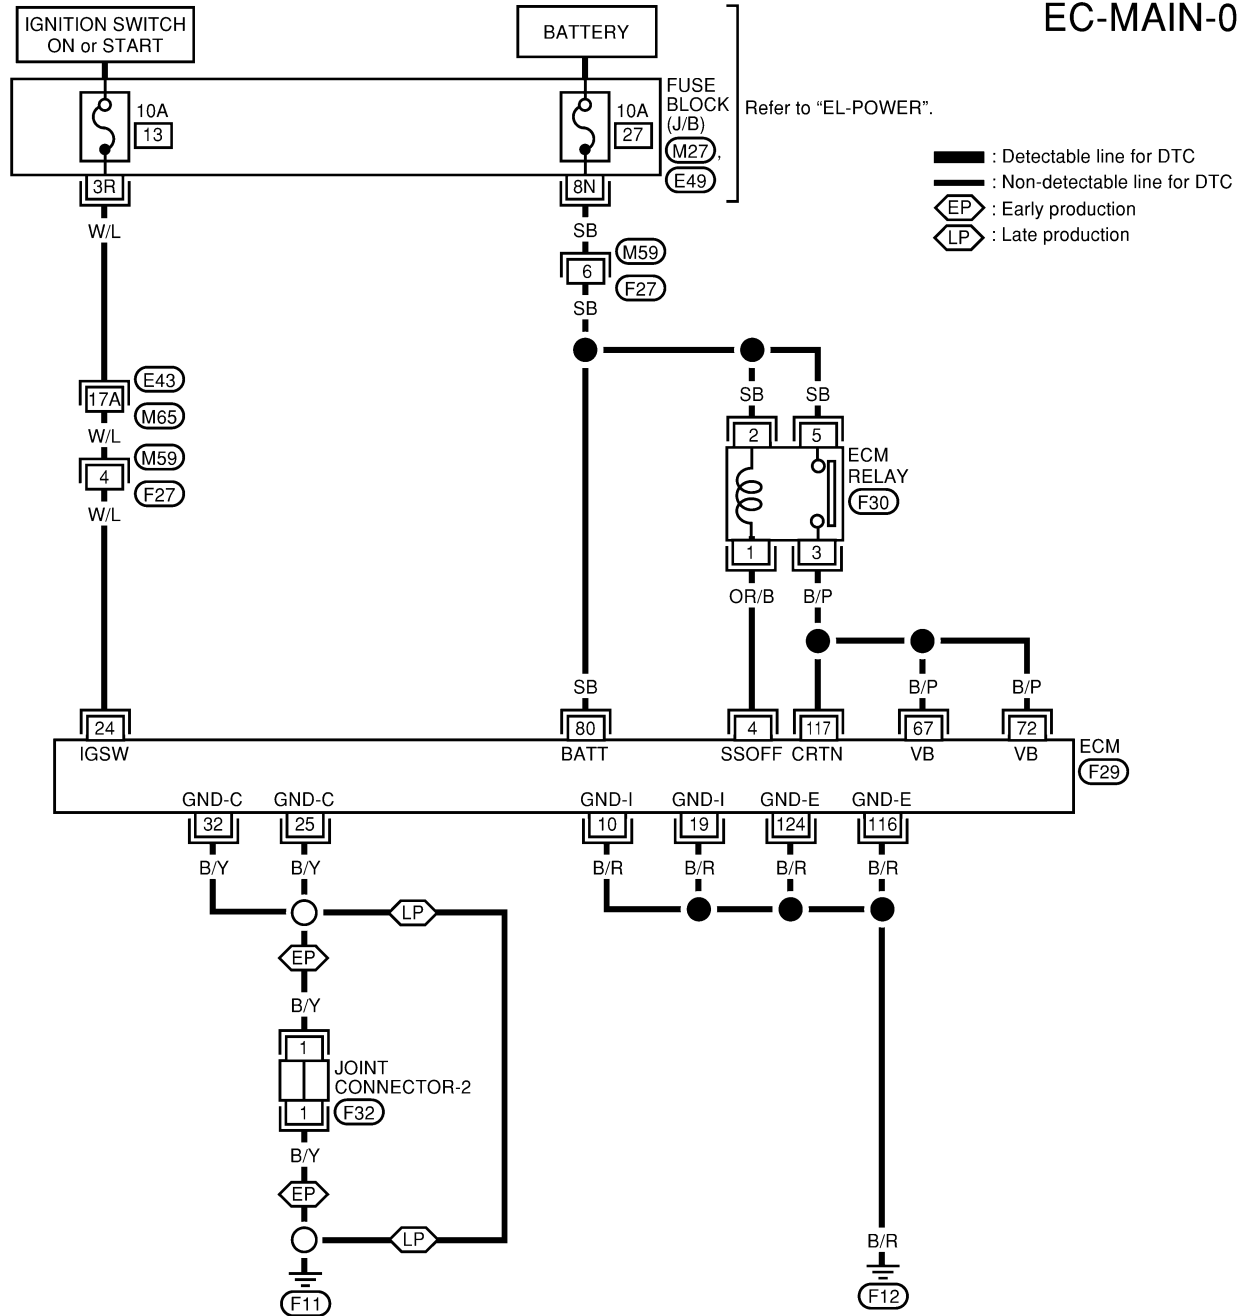 EC-MAIN-0
IGNITION SWITCH
ON or START
BATTERY
10A
13
10A
27
FUSE
BLOCK
(J/B)
M27,
E49
Refer to “EL-POWER”.
: Detectable line for DTC
: Non-detectable line for DTC
EP : Early production
LP : Late production
3R
8N
W/L
SB
6
M59
F27
SB
17A
E43
M65
W/L
4
M59
F27
W/L
SB
SB
2
5
ECM
RELAY
F30
1
3
OR/B
B/P
SB
B/P
B/P
24
80
4
117
67
72
IGSW
BATT
SSOFF
CRTN
VB
VB
ECM
F29
GND-C
GND-C
GND-I
GND-I
GND-E
GND-E
32
25
10
19
124
116
B/Y
B/Y
B/R
B/R
B/R
B/R
LP
EP
B/Y
1
JOINT
CONNECTOR-2
1
F32
B/Y
EP
LP
B/R
F11
F12